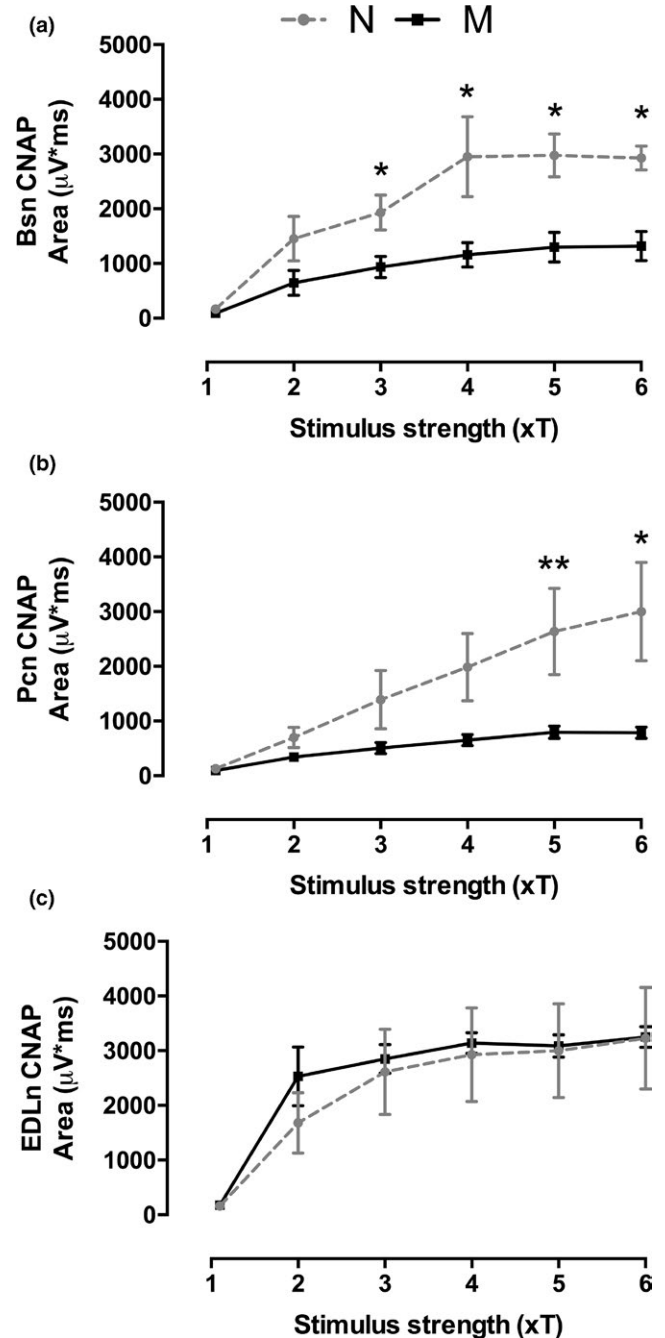 N M
(a)
Bsn CNAP
Area (μV*ms)
5000
4000
3000
2000
1000
0
* * * *
1 2 3 4 5 6
Stimulus strength (xT)
(b)
Pcn CNAP
Area (μV*ms)
5000
4000
3000
2000
1000
0
** *
1 2 3 4 5 6
Stimulus strength (xT)
(c)
EDLn CNAP
Area (μV*ms)
5000
4000
3000
2000
1000
0
1 2 3 4 5 6
Stimulus strength (xT)